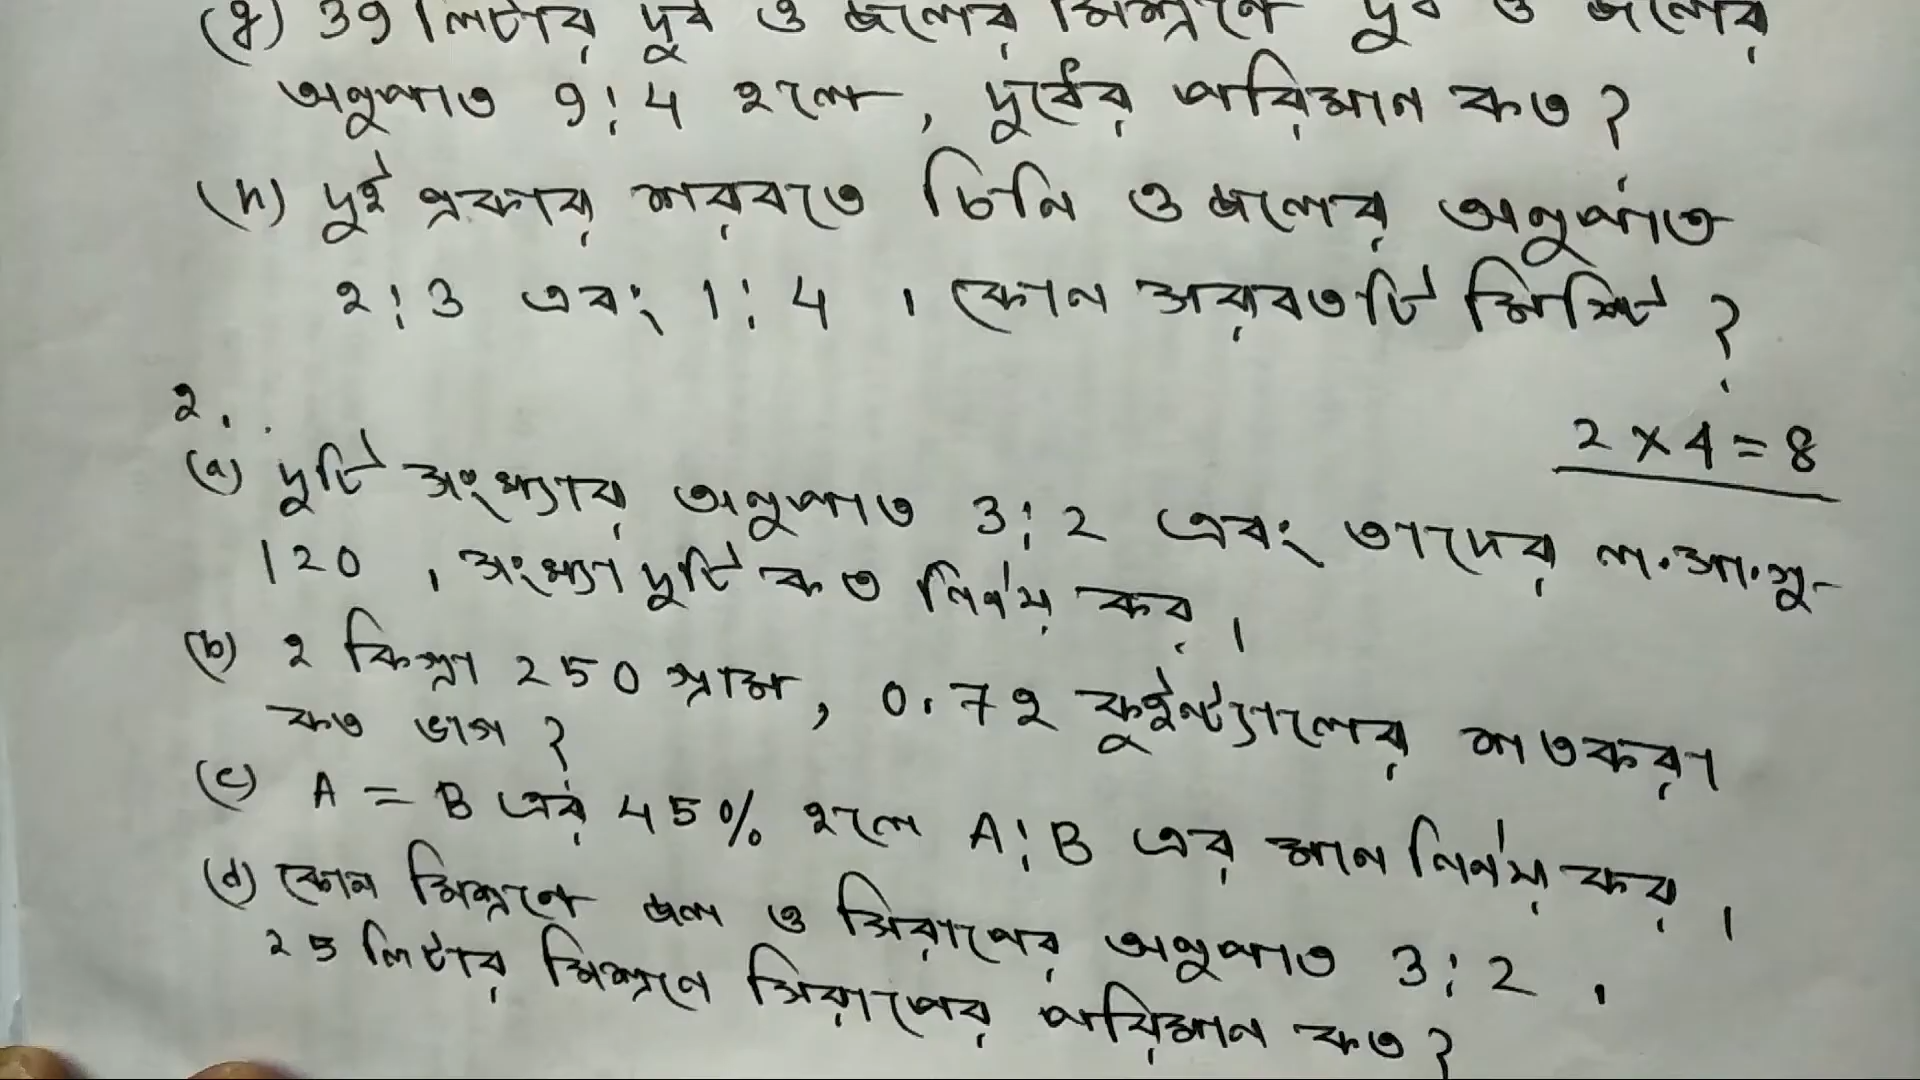 (g) 39 লিটার দুধ ও জলের মিশ্রণে দুধ ও জলের
অনুপাত 9:4 হলে, দুধের পরিমান কত?
(h) দুই প্রকার শরবতে চিনি ও জলের অনুপাত
2:3 এবং 1:4 । কোন সরবতটি মিষ্টি ?
2.
2 x 4 = 8
(a) দুটি সংখ্যার অনুপাত 3:2 এবং তাদের ল.সা.গু-
120 , সংখ্যা দুটি কত নির্ণয় কর ।
(b) 2 কিগ্রা 250 গ্রাম, 0.72 কুইন্ট্যালের শতকরা
কত ভাগ ?
(c) A = B এর 45% হলে A:B এর মান নির্ণয় কর ।
(d) কোন মিশ্রণে জল ও সিরাপের অনুপাত 3:2 ,
25 লিটার মিশ্রণে সিরাপের পরিমান কত ?